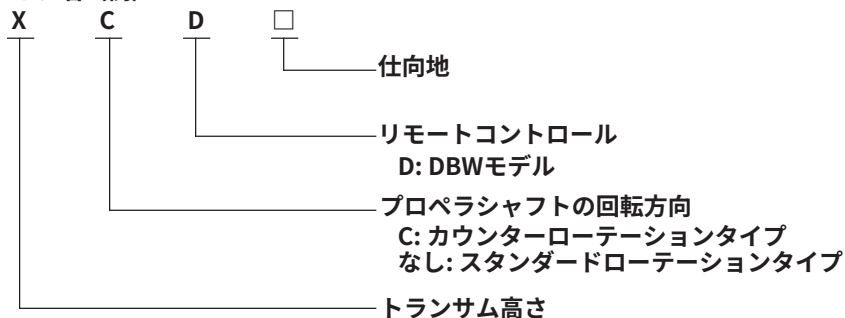 X C D □
仕向地
リモートコントロール
D: DBWモデル
プロペラシャフトの回転方向
C: カウンターローテーションタイプ
なし: スタンダードローテーションタイプ
トランサム高さ